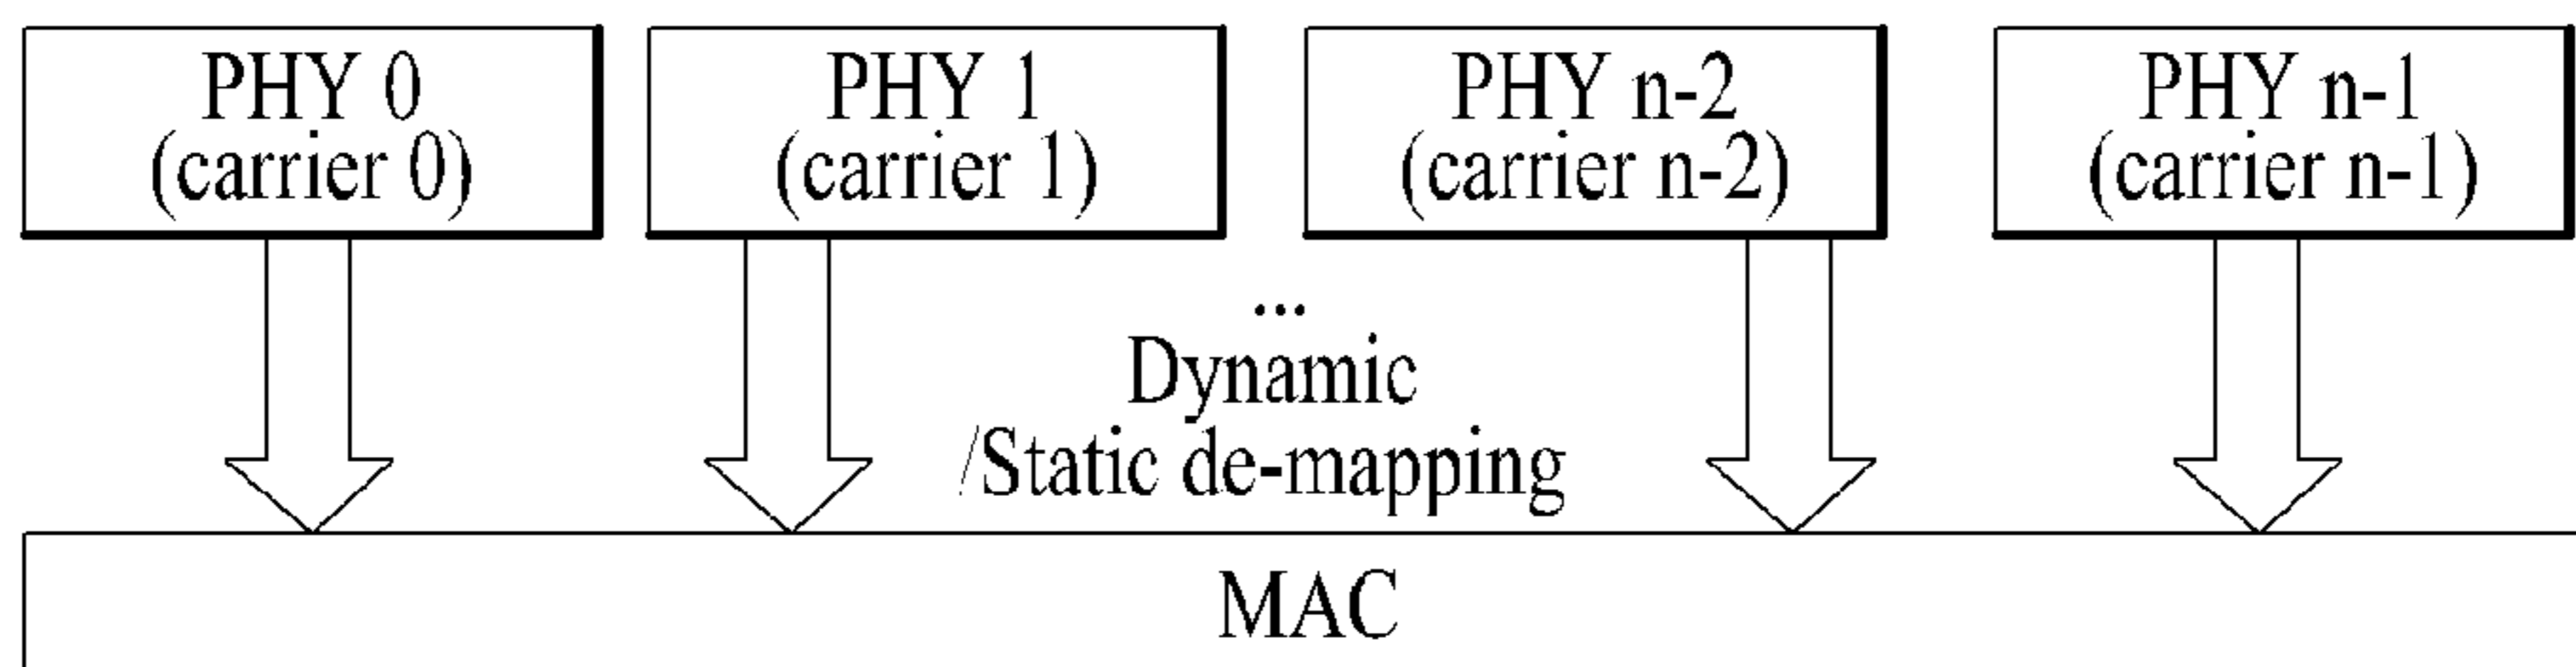 PHY 0
(carrier 0)
PHY 1
(carrier 1)
PHY n-2
(carrier n-2)
PHY n-1
(carrier n-1)
...
Dynamic
/Static de-mapping
MAC